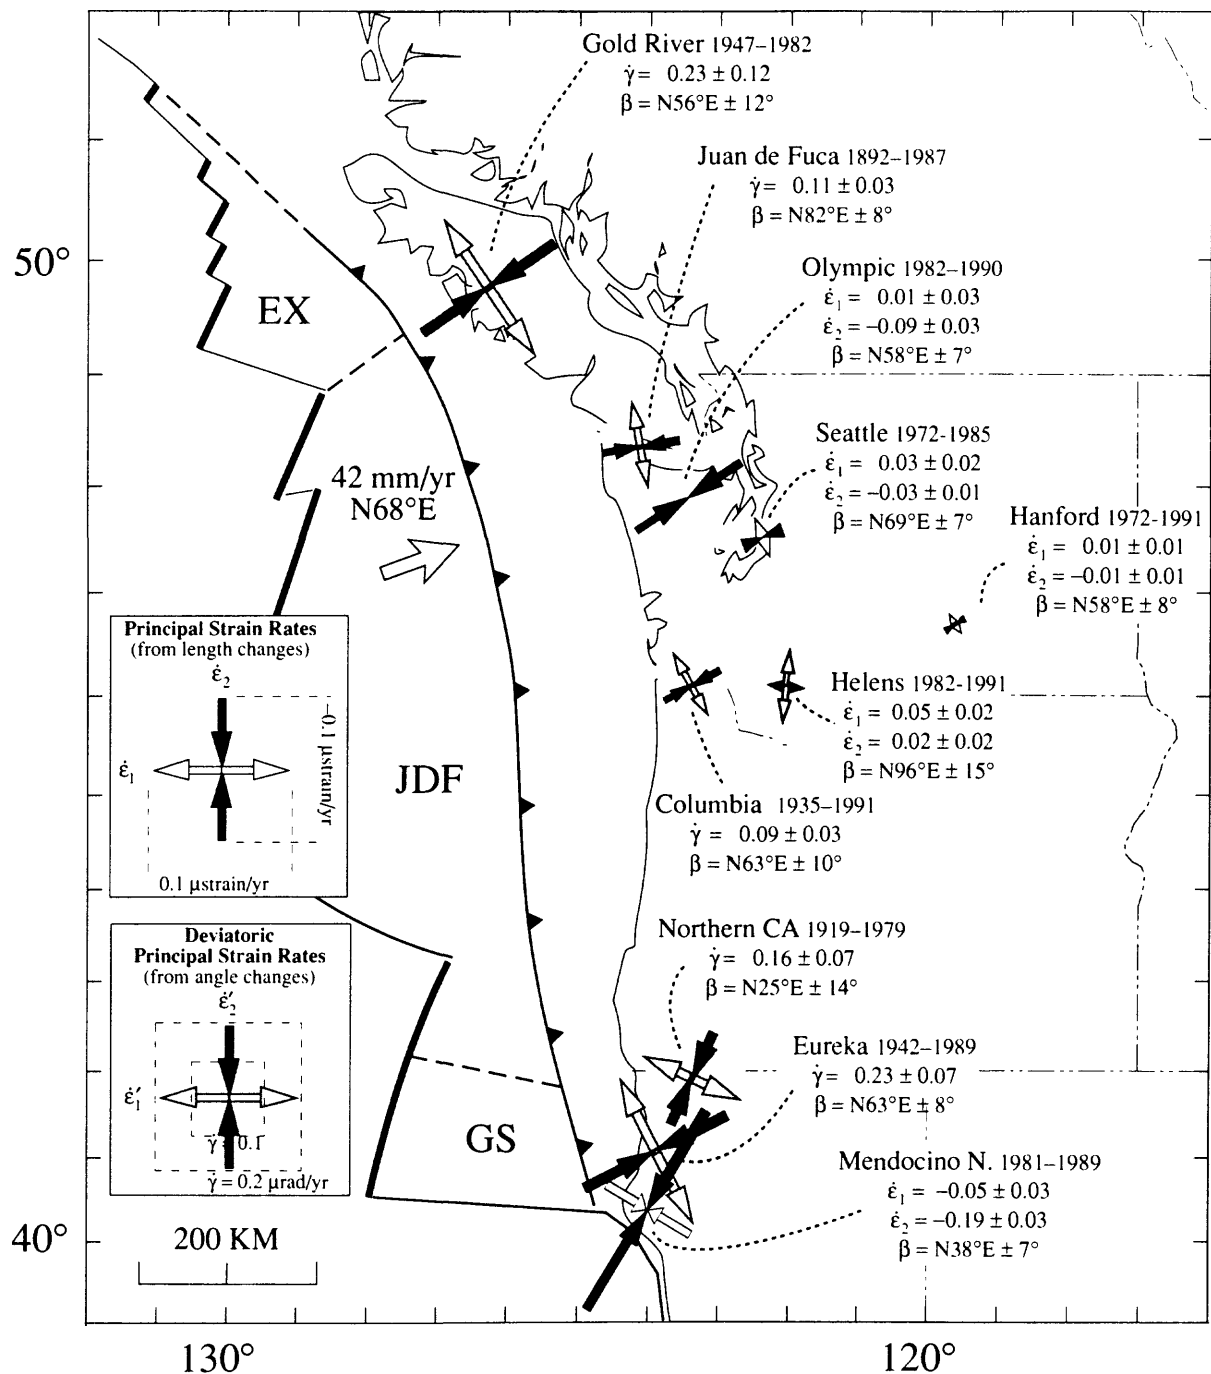 Gold River 1947–1982
γ̇ = 0.23 ± 0.12
β = N56°E ± 12°
Juan de Fuca 1892–1987
γ̇ = 0.11 ± 0.03
β = N82°E ± 8°
50°
Olympic 1982–1990
ε̇₁ = 0.01 ± 0.03
ε̇₂ = −0.09 ± 0.03
β = N58°E ± 7°
EX
Seattle 1972-1985
ε̇₁ = 0.03 ± 0.02
ε̇₂ = −0.03 ± 0.01
β = N69°E ± 7°
42 mm/yr
N68°E
Hanford 1972-1991
ε̇₁ = 0.01 ± 0.01
ε̇₂ = −0.01 ± 0.01
β = N58°E ± 8°
Principal Strain Rates
(from length changes)
ε̇₂
ε̇₁
−0.1 μstrain/yr
0.1 μstrain/yr
Helens 1982-1991
ε̇₁ = 0.05 ± 0.02
ε̇₂ = 0.02 ± 0.02
β = N96°E ± 15°
JDF
Columbia 1935–1991
γ̇ = 0.09 ± 0.03
β = N63°E ± 10°
Deviatoric
Principal Strain Rates
(from angle changes)
ε̇₂′
ε̇₁′
γ̇ = 0.1
γ̇ = 0.2 μrad/yr
Northern CA 1919–1979
γ̇ = 0.16 ± 0.07
β = N25°E ± 14°
Eureka 1942–1989
γ̇ = 0.23 ± 0.07
β = N63°E ± 8°
GS
Mendocino N. 1981–1989
ε̇₁ = −0.05 ± 0.03
ε̇₂ = −0.19 ± 0.03
β = N38°E ± 7°
40°
200 KM
130°
120°